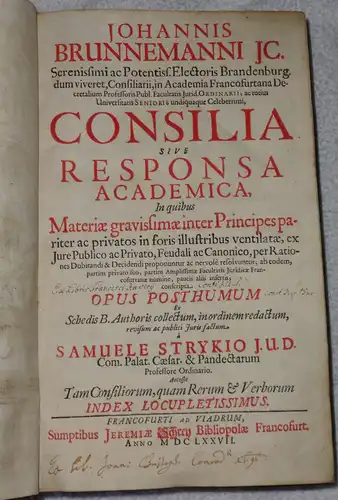 JOHANNIS
BRUNNEMANNI JC.
Serenissimi ac Potentiss. Electoris Brandenburg.
dum viveret, Consiliarii, in Academia Francofurtana De-
cretalium Professoris Publ. Facultatis Jurid. ORDINARII, ac totius
Universitatis SENIORIS undiquaque Celeberrimi,
CONSILIA
SIVE
RESPONSA
ACADEMICA,
In quibus
Materiæ gravissimæ inter Principes pa-
riter ac privatos in foris illustribus ventilatæ, ex
Jure Publico ac Privato, Feudali ac Canonico, per Ratio-
nes Dubitandi & Decidendi proponuntur ac nervosè resolvuntur, ab eodem,
partim privato suo, partim Amplissimæ Facultatis Juridicæ Fran-
cofurtanæ nomine, paucis aliis insertis,
conscripta.
OPUS POSTHUMUM
Ex
Schedis B. Authoris collectum, in ordinem redactum,
revisum ac publici Juris factum
à
SAMUELE STRYKIO J.U.D.
Com. Palat. Cæsar. & Pandectarum
Professore Ordinario.
Accessit
Tam Consiliorum, quam Rerum & Verborum
INDEX LOCUPLETISSIMUS.
FRANCOFURTI AD VIADRUM,
Sumptibus JEREMIÆ Schrey Bibliopolæ Francofurt.
ANNO MDCLXXVII.
Ex lib.